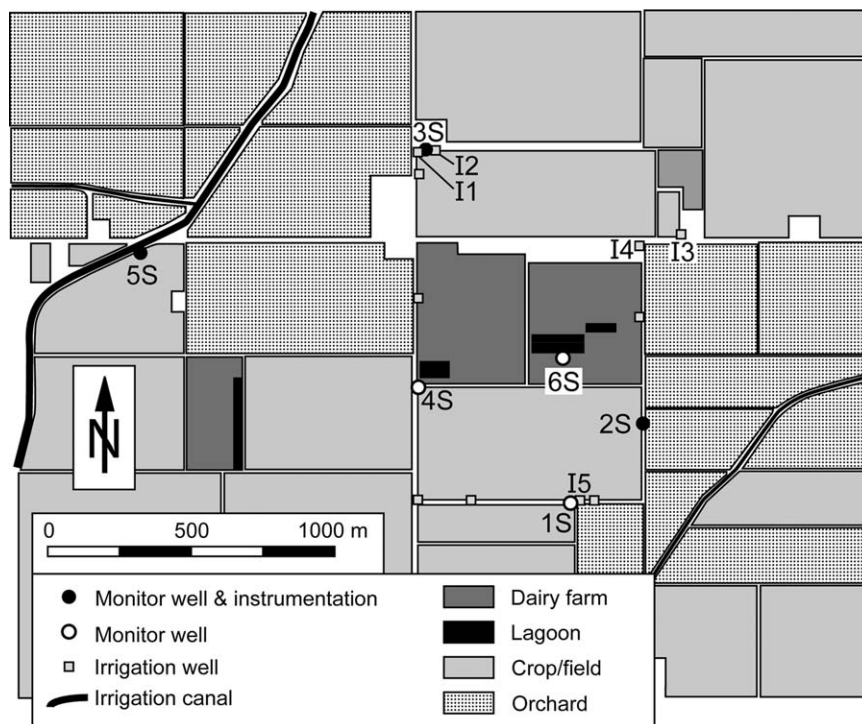 3S
I2
I1
I4
I3
5S
6S
4S
2S
I5
1S
N
0 500 1000 m
Monitor well & instrumentation
Monitor well
Irrigation well
Irrigation canal
Dairy farm
Lagoon
Crop/field
Orchard